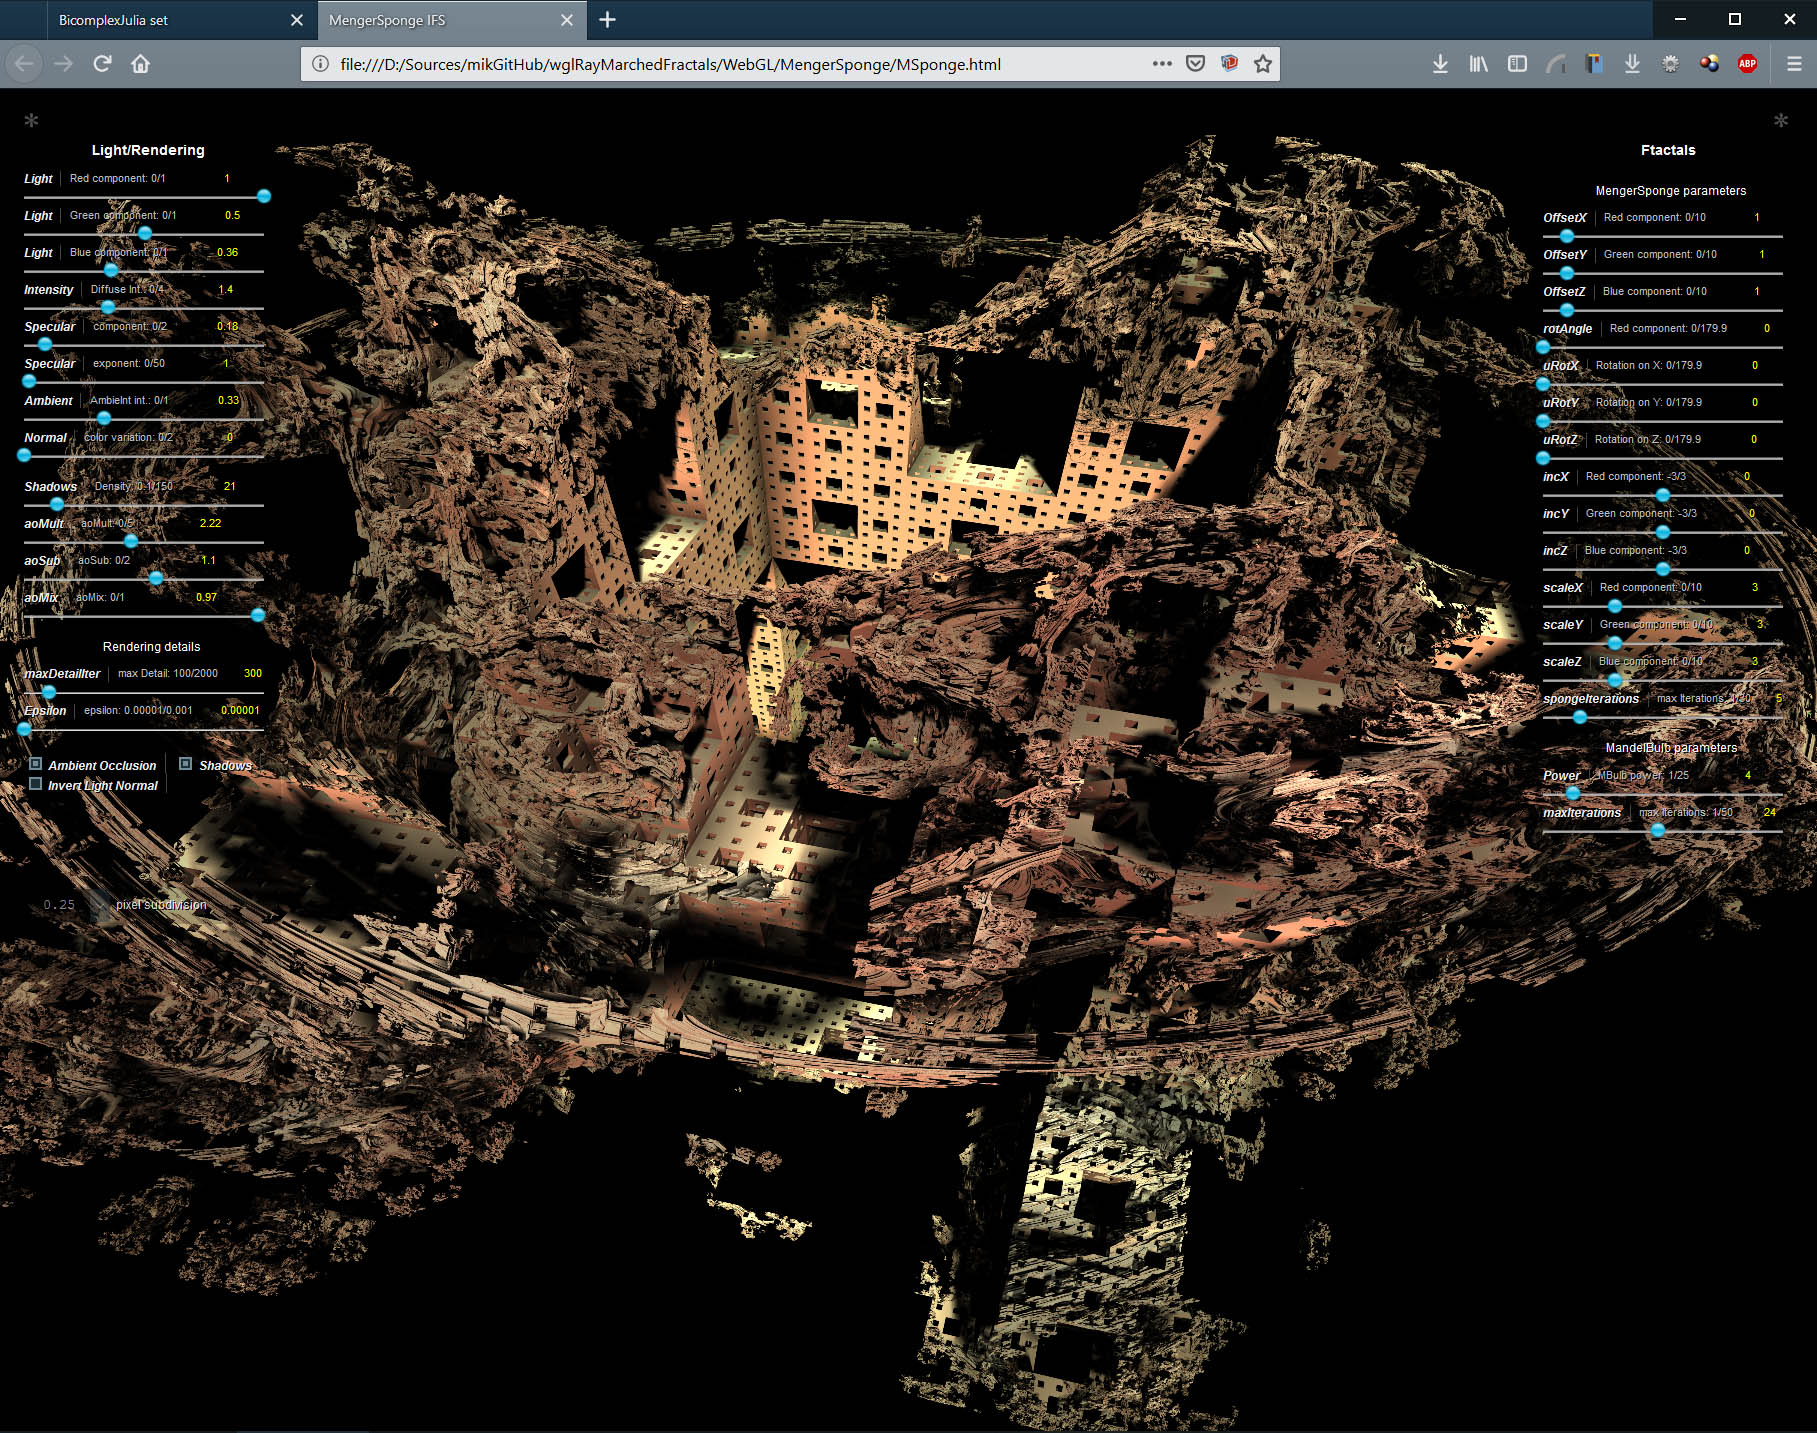 BicomplexJulia set
MengerSponge IFS
file:///D:/Sources/mikGitHub/wglRayMarchedFractals/WebGL/MengerSponge/MSponge.html
ABP
*
*
Light/Rendering
Light Red component: 0/1 1
Light Green component: 0/1 0.5
Light Blue component: 0/1 0.36
Intensity Diffuse Int.: 0/4 1.4
Specular component: 0/2 0.18
Specular exponent: 0/50 1
Ambient AmbieInt int.: 0/1 0.33
Normal color variation: 0/2 0
Shadows Density: 0.1/150 21
aoMult aoMult: 0/5 2.22
aoSub aoSub: 0/2 1.1
aoMix aoMix: 0/1 0.97
Rendering details
maxDetailIter max Detail: 100/2000 300
Epsilon epsilon: 0.00001/0.001 0.00001
Ambient Occlusion Shadows
Invert Light Normal
0.25 pixel subdivision
Ftactals
MengerSponge parameters
OffsetX Red component: 0/10 1
OffsetY Green component: 0/10 1
OffsetZ Blue component: 0/10 1
rotAngle Red component: 0/179.9 0
uRotX Rotation on X: 0/179.9 0
uRotY Rotation on Y: 0/179.9 0
uRotZ Rotation on Z: 0/179.9 0
incX Red component: -3/3 0
incY Green component: -3/3 0
incZ Blue component: -3/3 0
scaleX Red component: 0/10 3
scaleY Green component: 0/10 3
scaleZ Blue component: 0/10 3
spongeIterations max Iterations: 5
MandelBulb parameters
Power MBulb power: 1/25 4
maxIterations max Iterations: 1/50 24